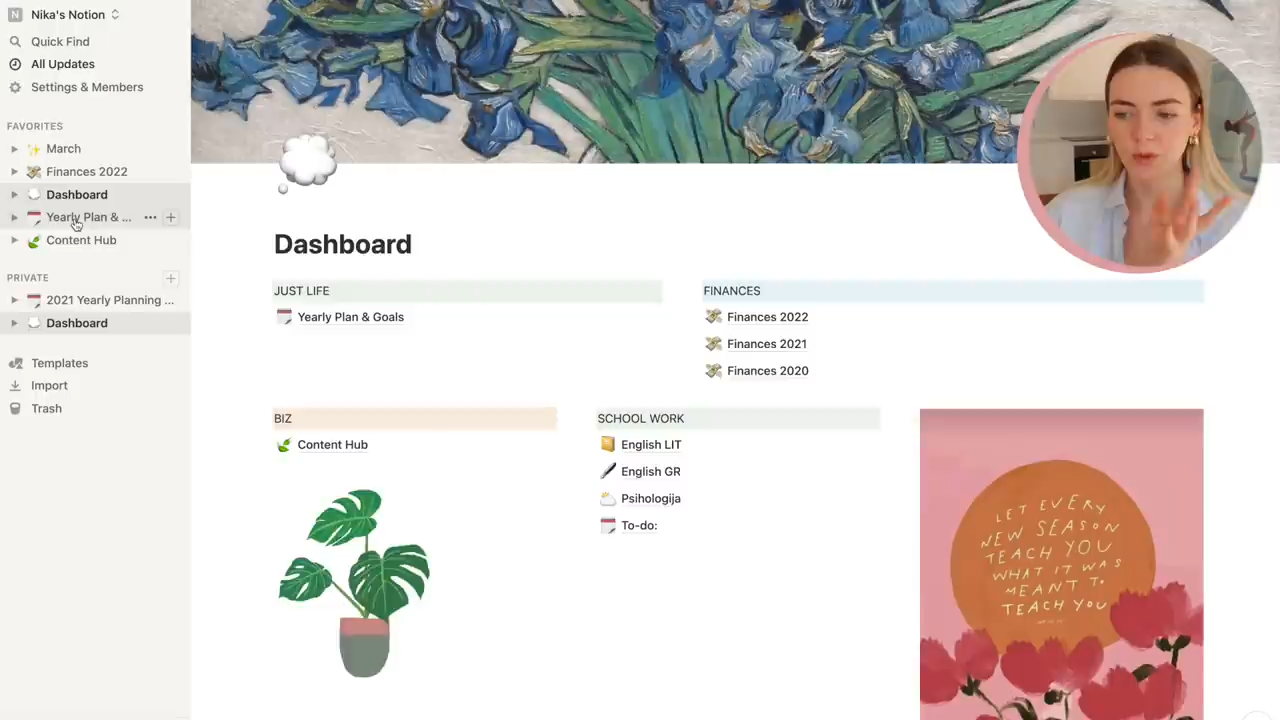 N Nika's Notion
Quick Find
All Updates
Settings & Members
FAVORITES
March
Finances 2022
Dashboard
Yearly Plan & ...
Content Hub
PRIVATE
2021 Yearly Planning ...
Dashboard
Templates
Import
Trash
Dashboard
JUST LIFE
Yearly Plan & Goals
FINANCES
Finances 2022
Finances 2021
Finances 2020
BIZ
Content Hub
SCHOOL WORK
English LIT
English GR
Psihologija
To-do:
LET EVERY
NEW SEASON
TEACH YOU
WHAT IT WAS
MEANT TO
TEACH YOU